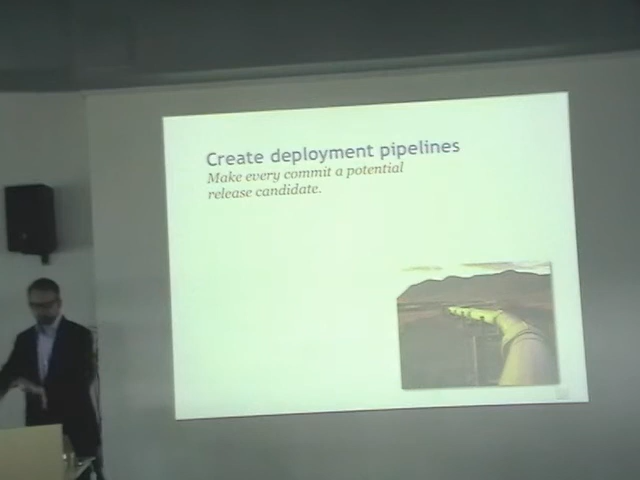 Create deployment pipelines
Make every commit a potential
release candidate.